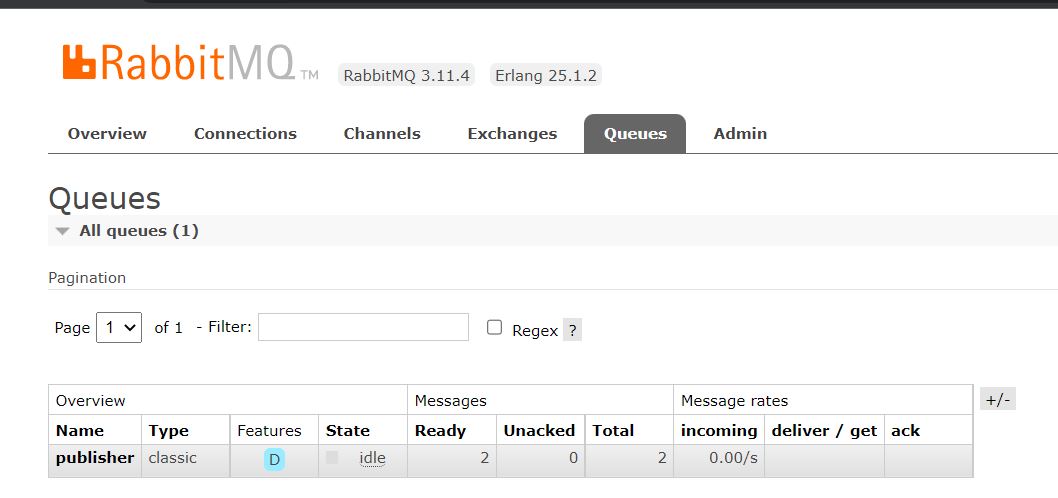 RabbitMQ TM RabbitMQ 3.11.4 Erlang 25.1.2
Overview Connections Channels Exchanges Queues Admin
Queues
All queues (1)
Pagination
Page 1 of 1 - Filter: Regex ?
Overview Messages Message rates +/-
Name Type Features State Ready Unacked Total incoming deliver / get ack
publisher classic D idle 2 0 2 0.00/s